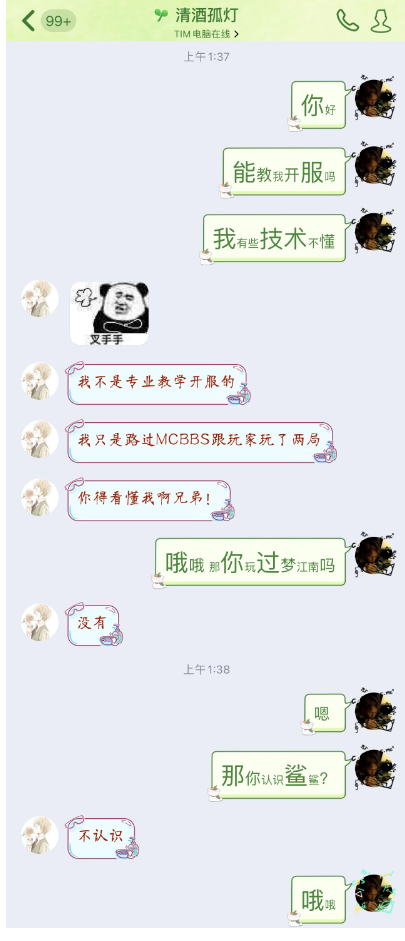 99+
清酒孤灯
TIM电脑在线
上午1:37
你好
能教我开服吗
我有些技术不懂
叉手手
我不是专业教学开服的
我只是路过MCBBS跟玩家玩了两局
你得看懂我啊兄弟!
哦哦 那你玩过梦江南吗
没有
上午1:38
嗯
那你认识鲨鲨?
不认识
哦哦